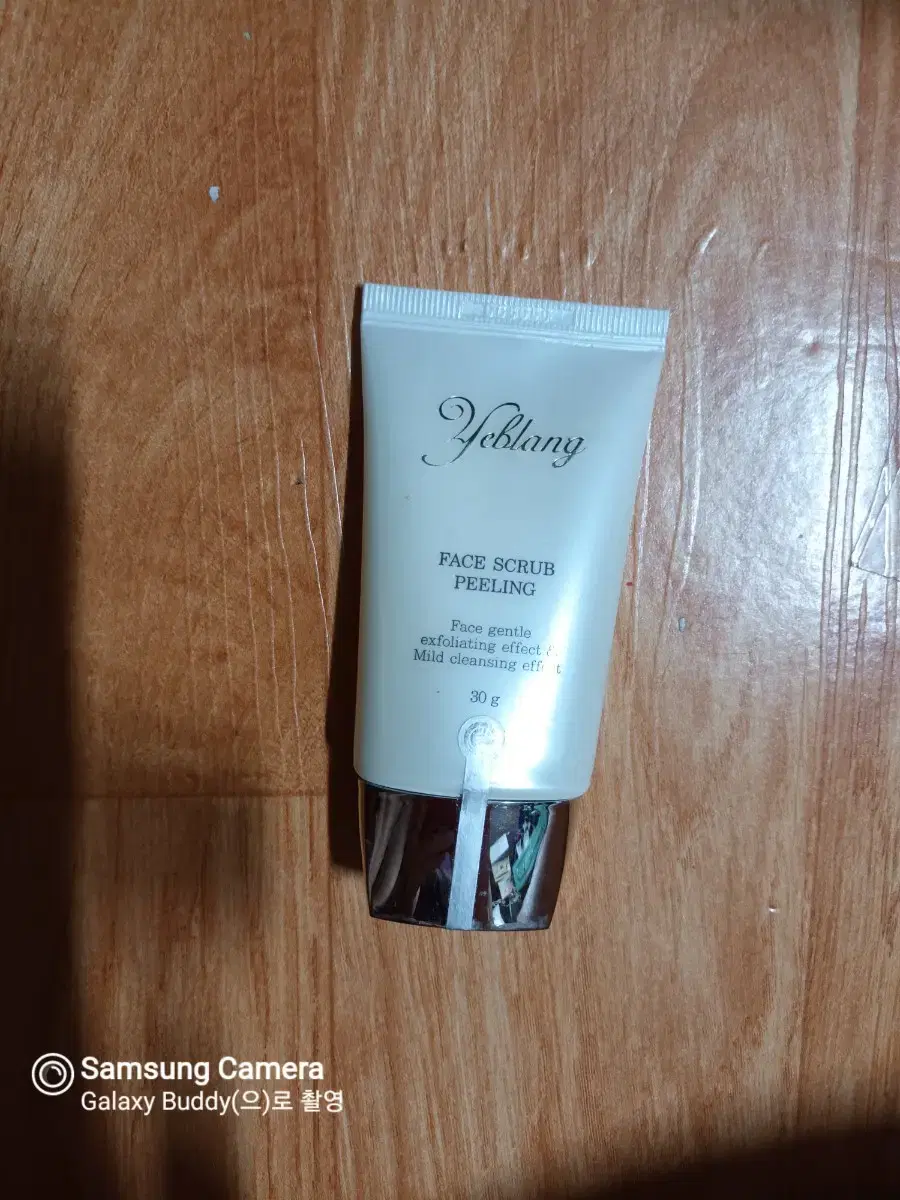 Yeblang
FACE SCRUB
PEELING
Face gentle
exfoliating effect &
Mild cleansing effect
30 g
Samsung Camera
Galaxy Buddy(으)로 촬영